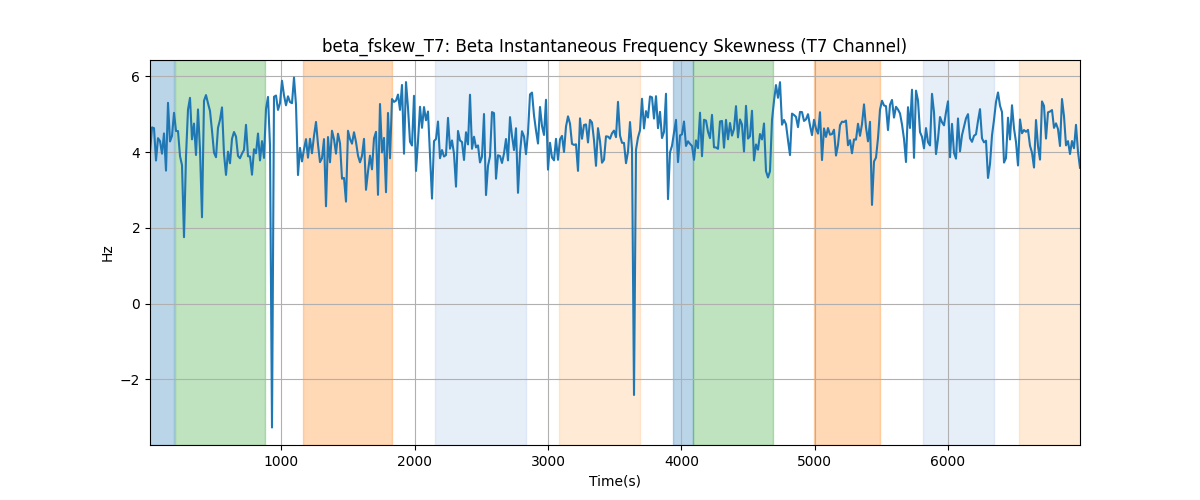 beta_fskew_T7: Beta Instantaneous Frequency Skewness (T7 Channel)
6
4
2
0
−2
Hz
1000 2000 3000 4000 5000 6000
Time(s)